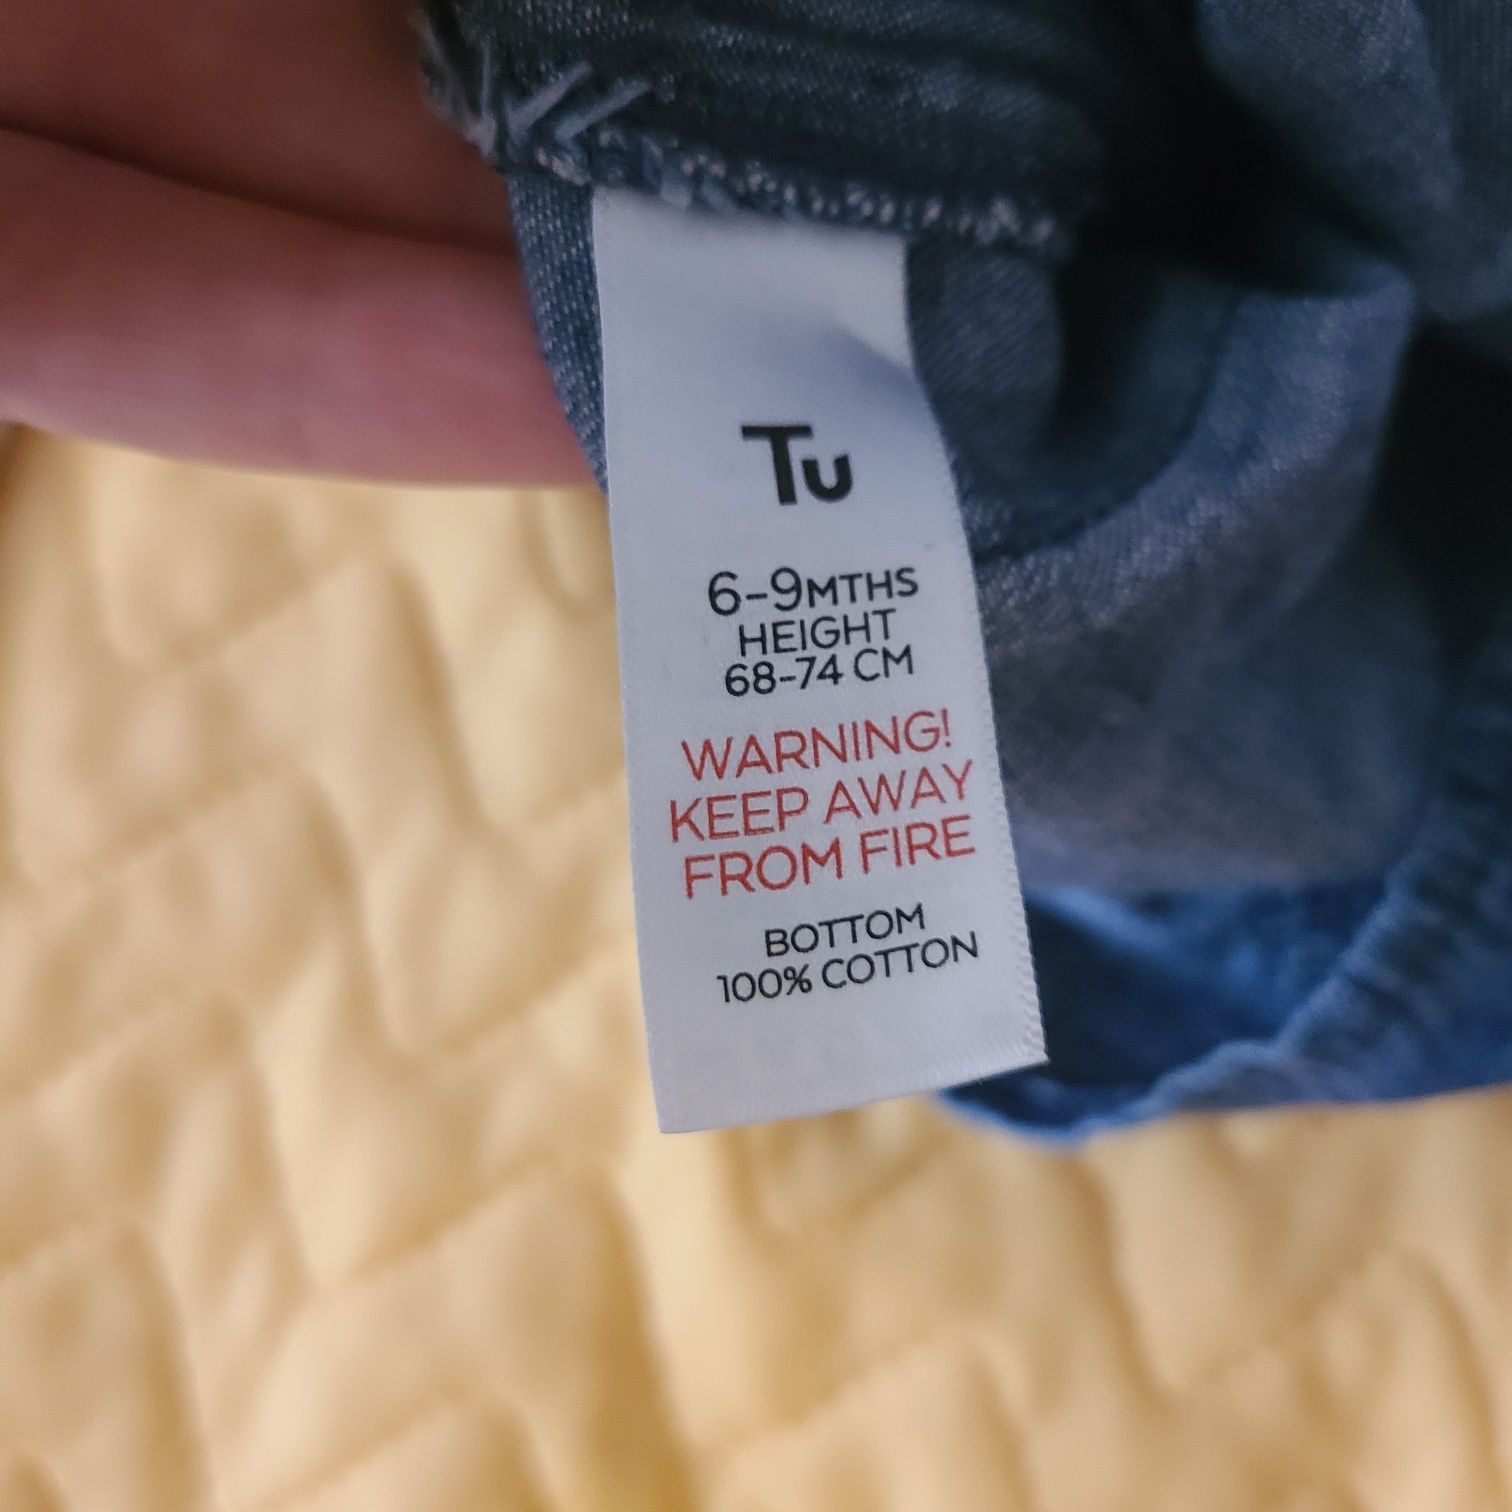 Tu
6-9MTHS
HEIGHT
68-74 CM
WARNING!
KEEP AWAY
FROM FIRE
BOTTOM
100% COTTON